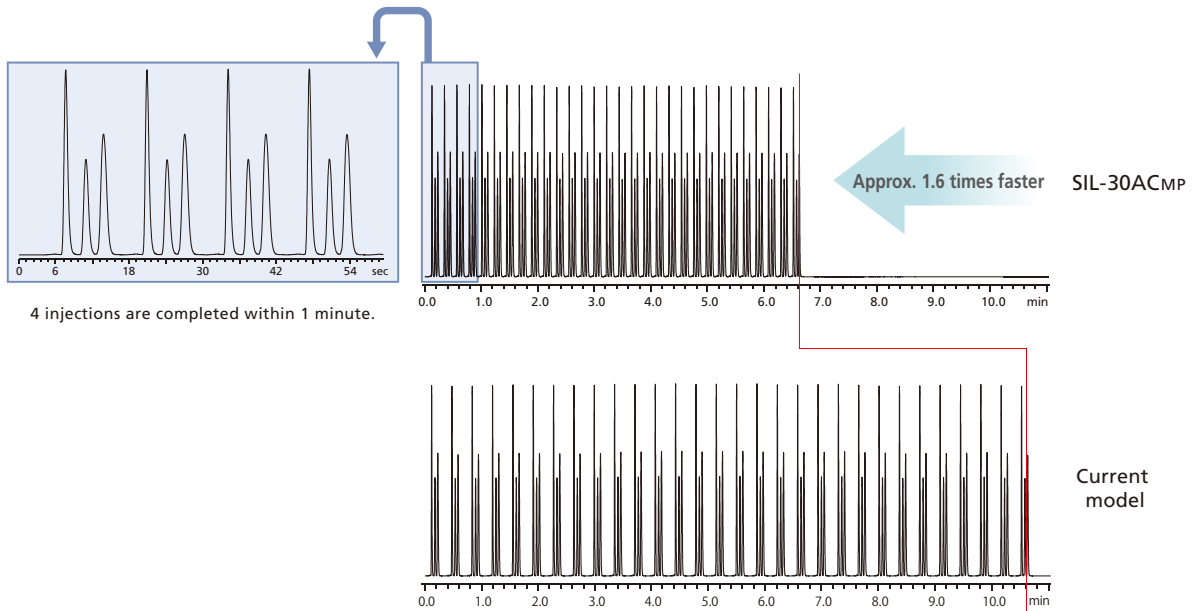 0 6 18 30 42 54 sec
4 injections are completed within 1 minute.
0.0 1.0 2.0 3.0 4.0 5.0 6.0 7.0 8.0 9.0 10.0 min
Approx. 1.6 times faster
SIL-30ACMP
0.0 1.0 2.0 3.0 4.0 5.0 6.0 7.0 8.0 9.0 10.0 min
Current
model